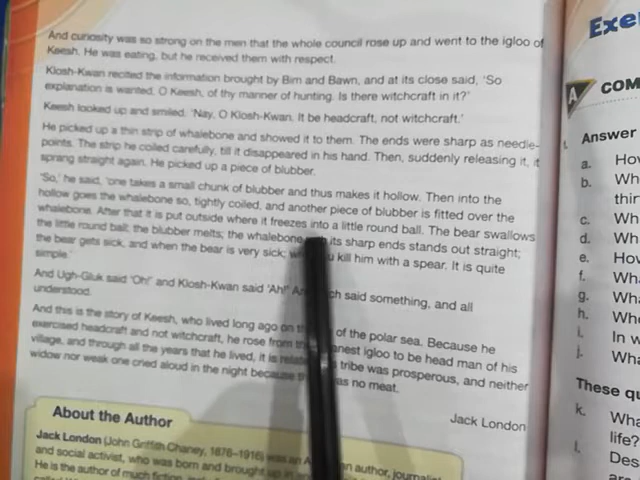 And curiosity was so strong on the men that the whole council rose up and went to the igloo of
Keesh. He was eating, but he received them with respect.
Klosh-Kwan recited the information brought by Bim and Bawn, and at its close said, 'So
explanation is wanted, O Keesh, of thy manner of hunting. Is there witchcraft in it?'
Keesh looked up and smiled. 'Nay, O Klosh-Kwan. It be headcraft, not witchcraft.'
He picked up a thin strip of whalebone and showed it to them. The ends were sharp as needle-
points. The strip he coiled carefully, till it disappeared in his hand. Then, suddenly releasing it, it
sprang straight again. He picked up a piece of blubber.
'So,' he said, 'one takes a small chunk of blubber and thus makes it hollow. Then into the
hollow goes the whalebone so, tightly coiled, and another piece of blubber is fitted over the
whalebone. After that it is put outside where it freezes into a little round ball. The bear swallows
the little round ball; the blubber melts; the whalebone its sharp ends stands out straight;
the bear gets sick, and when the bear is very sick; kill him with a spear. It is quite
simple.'
And Ugh-Gluk said 'Oh!' and Klosh-Kwan said 'Ah!' said something, and all
understood.
And this is the story of Keesh, who lived long ago on of the polar sea. Because he
exercised headcraft and not witchcraft, he rose from igloo to be head man of his
village, and through all the years that he lived, it is tribe was prosperous, and neither
widow nor weak one cried aloud in the night because no meat.
Jack London
About the Author
Jack London (John Griffith Chaney, 1876–1916) was an author,
and social activist, who was born and brought up in
He is the author of much fiction,
Exe
A COM
Answer
a. Ho
b. Wh
thi
c. Wh
d. Wh
e. Ho
f. Wha
g. Wha
h. Who
i. In w
j. Wha
These qu
k. Wha
life?
l. Des